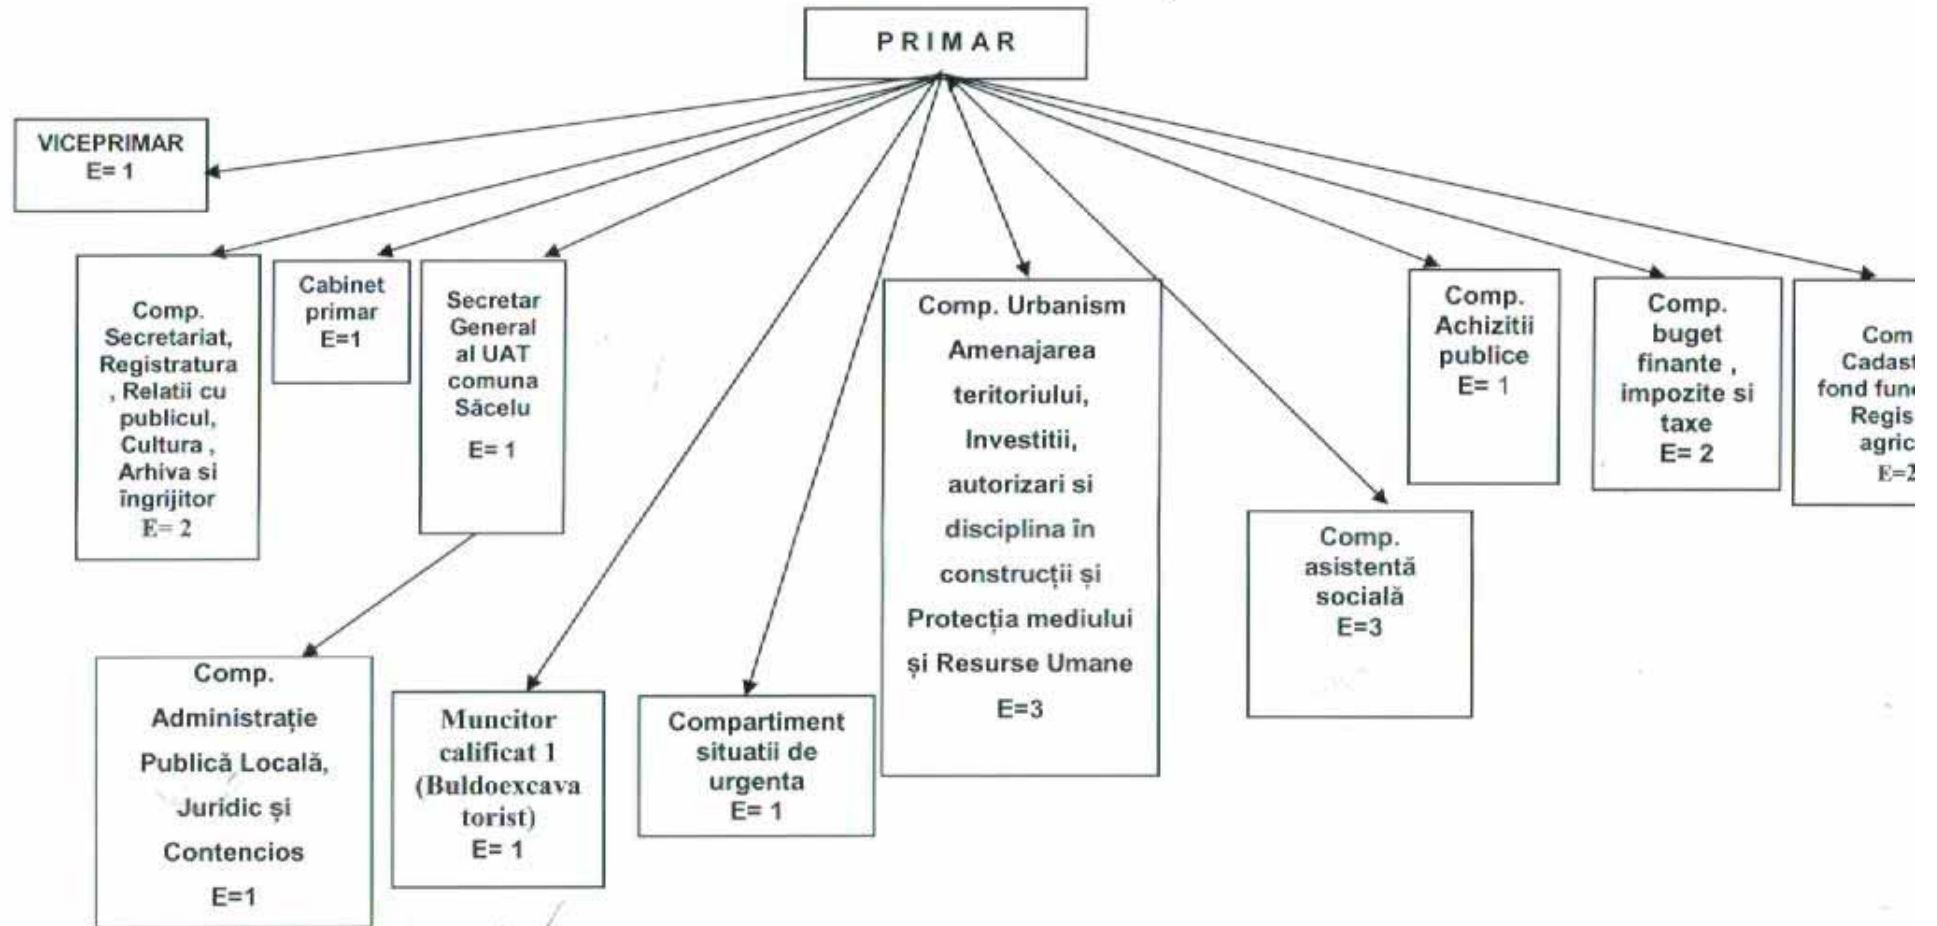 PRIMAR
VICEPRIMAR
E= 1
Comp.
Secretariat,
Registratura
, Relatii cu
publicul,
Cultura ,
Arhiva si
îngrijitor
E= 2
Cabinet
primar
E=1
Secretar
General
al UAT
comuna
Săcelu
E= 1
Comp. Urbanism
Amenajarea
teritoriului,
Investitii,
autorizari si
disciplina în
construcții și
Protecția mediului
și Resurse Umane
E=3
Comp.
Achizitii
publice
E= 1
Comp.
buget
finante ,
impozite si
taxe
E= 2
fond
E=2
Comp.
asistentă
socială
E=3
Comp.
Administrație
Publică Locală,
Juridic și
Contencios
E=1
Muncitor
calificat 1
(Buldoexcava
torist)
E= 1
Compartiment
situatii de
urgenta
E= 1